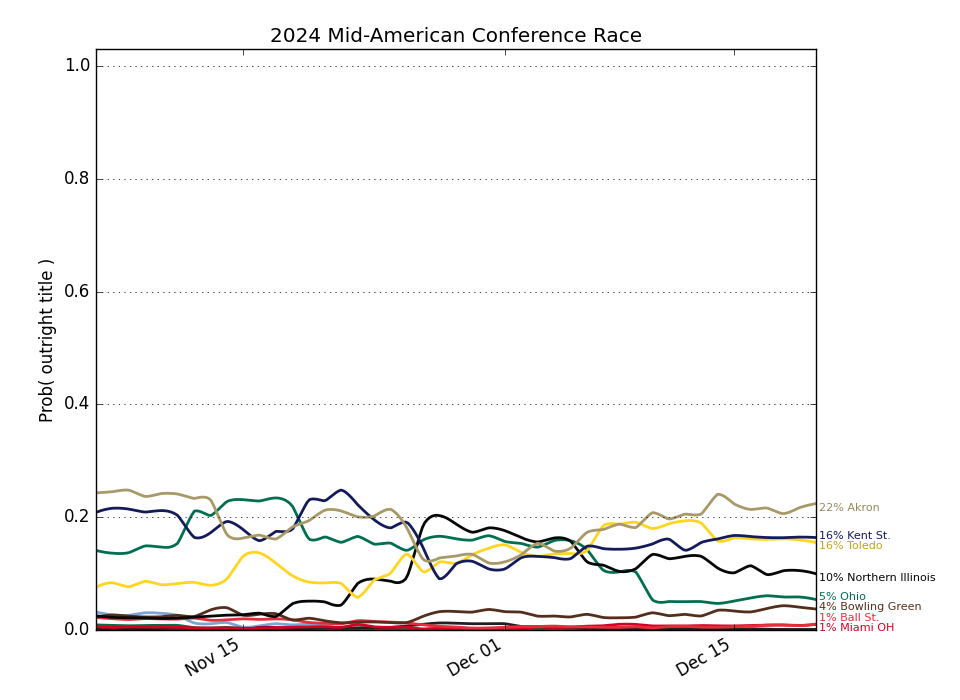 2024 Mid-American Conference Race
Prob( outright title )
1.0
0.8
0.6
0.4
0.2
0.0
22% Akron
16% Kent St.
16% Toledo
10% Northern Illinois
5% Ohio
4% Bowling Green
1% Ball St.
1% Miami OH
Nov 15
Dec 01
Dec 15